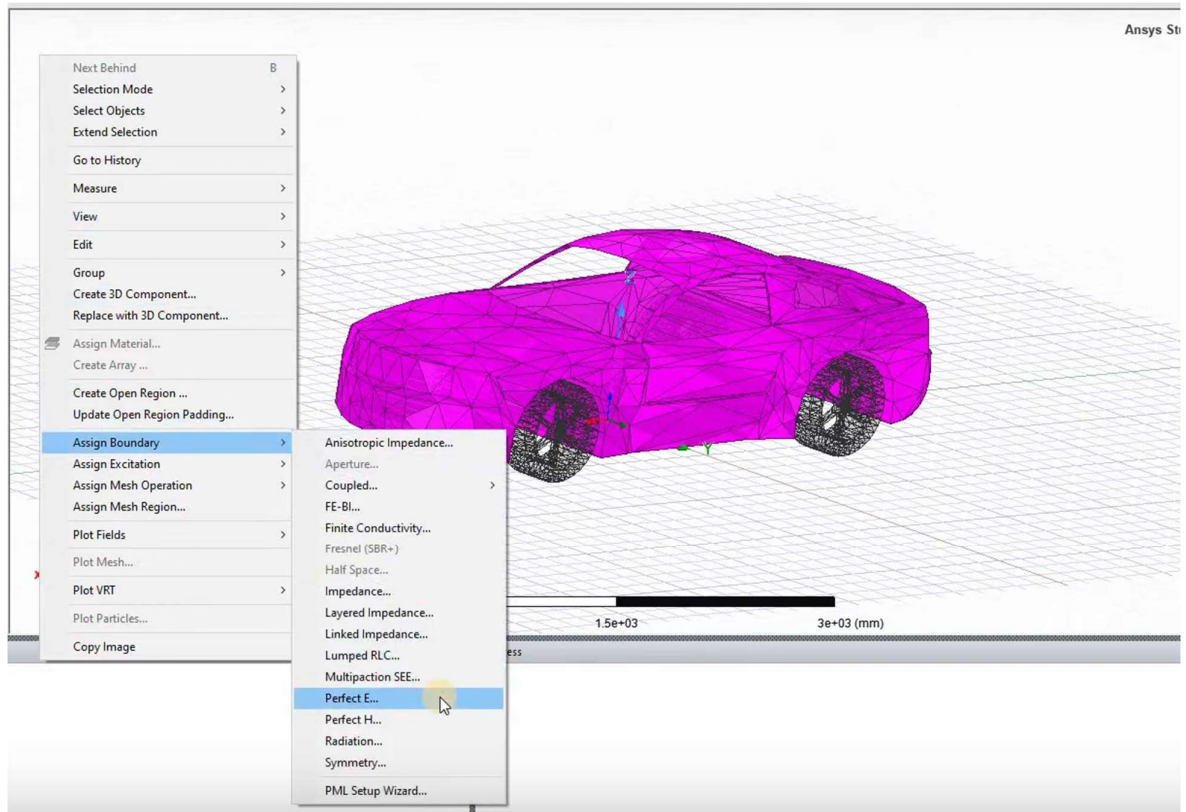 Ansys St
Next Behind B
Selection Mode
Select Objects
Extend Selection
Go to History
Measure
View
Edit
Group
Create 3D Component...
Replace with 3D Component...
Assign Material...
Create Array ...
Create Open Region ...
Update Open Region Padding...
Assign Boundary
Assign Excitation
Assign Mesh Operation
Assign Mesh Region...
Plot Fields
Plot Mesh...
Plot VRT
Plot Particles...
Copy Image
Anisotropic Impedance...
Aperture...
Coupled...
FE-BI...
Finite Conductivity...
Fresnel (SBR+)
Half Space...
Impedance...
Layered Impedance...
Linked Impedance...
Lumped RLC...
Multipaction SEE...
Perfect E...
Perfect H...
Radiation...
Symmetry...
PML Setup Wizard...
Z
Y
X
1.5e+03 3e+03 (mm)
ess